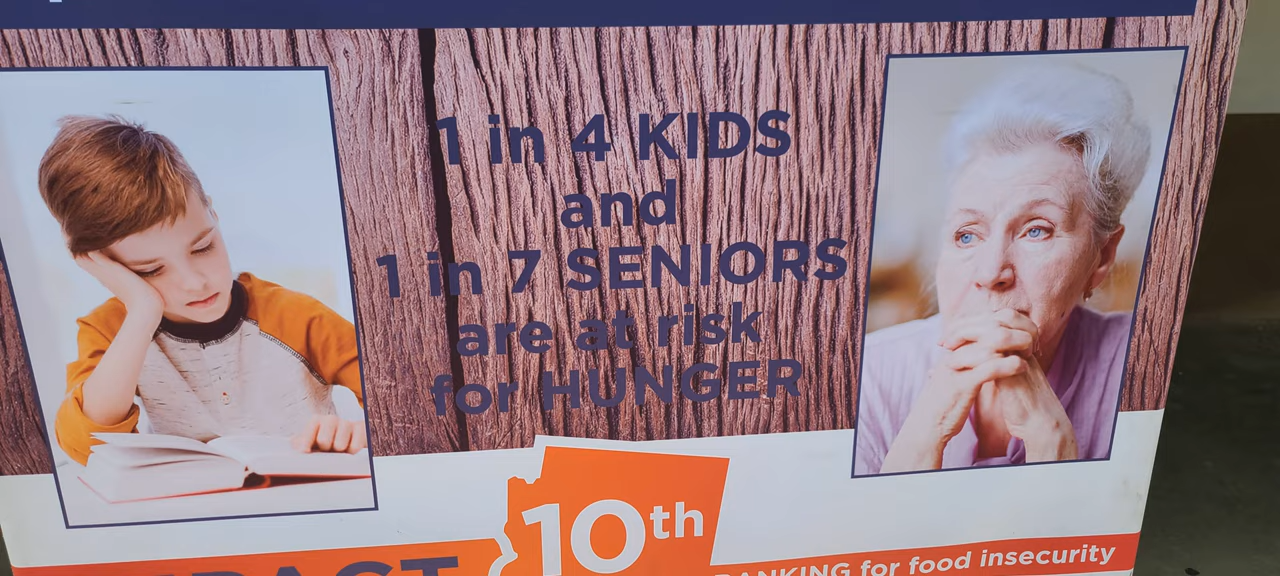 1 in 4 KIDS
and
1 in 7 SENIORS
are at risk
for HUNGER
10th
RANKING for food insecurity